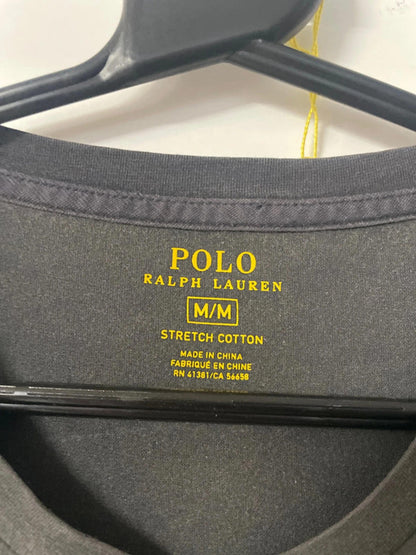 POLO
RALPH LAUREN
M/M
STRETCH COTTON
MADE IN CHINA
FABRIQUÉ EN CHINE
RN 41381/CA 56658